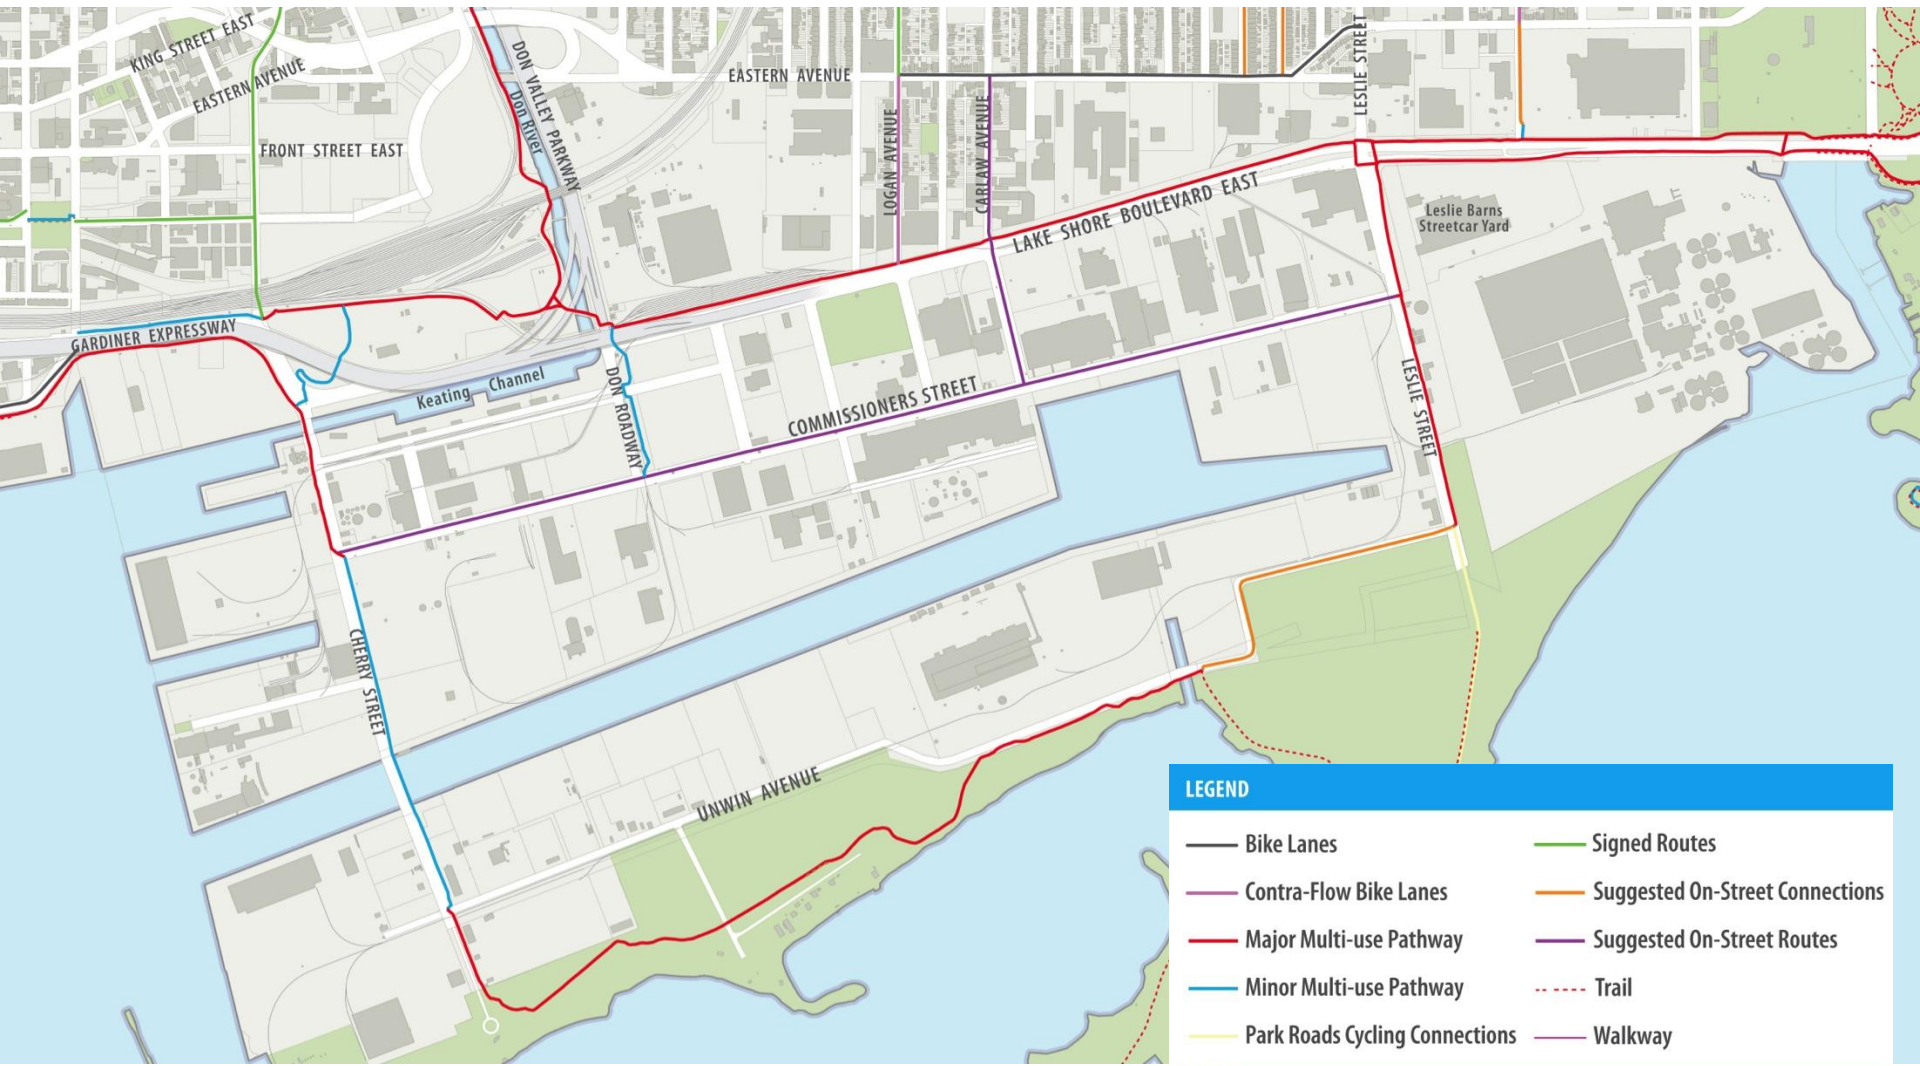 KING STREET EAST
EASTERN AVENUE
FRONT STREET EAST
DON VALLEY PARKWAY
Don River
EASTERN AVENUE
LOGAN AVENUE
CARLAW AVENUE
LESLIE STREET
LAKE SHORE BOULEVARD EAST
Leslie Barns
Streetcar Yard
GARDINER EXPRESSWAY
Keating Channel
DON ROADWAY
COMMISSIONERS STREET
LESLIE STREET
CHERRY STREET
UNWIN AVENUE
LEGEND
Bike Lanes
Contra-Flow Bike Lanes
Major Multi-use Pathway
Minor Multi-use Pathway
Park Roads Cycling Connections
Signed Routes
Suggested On-Street Connections
Suggested On-Street Routes
Trail
Walkway